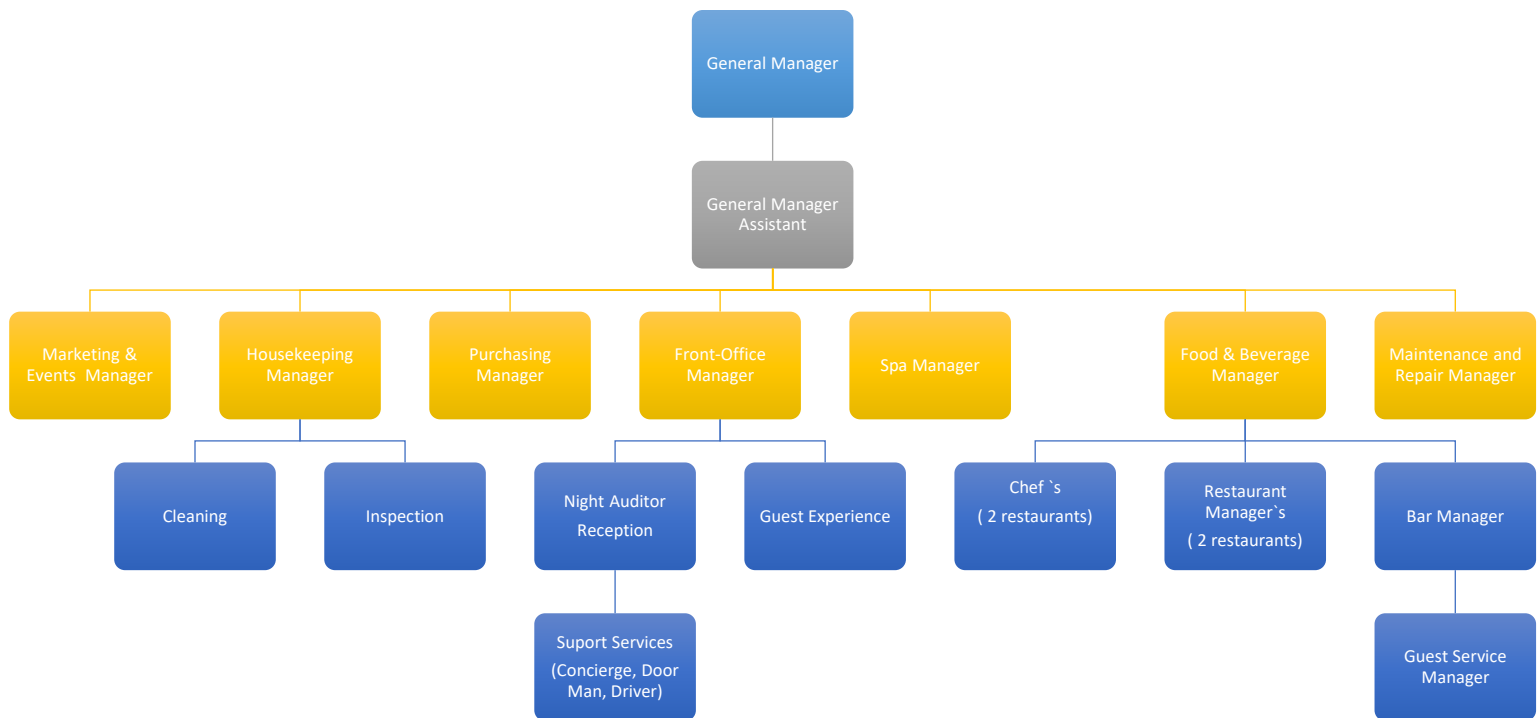 General Manager
General Manager
Assistant
Marketing &
Events  Manager
Housekeeping
Manager
Purchasing
Manager
Front-Office
Manager
Spa Manager
Food & Beverage
Manager
Maintenance and
Repair Manager
Cleaning
Inspection
Night Auditor
Reception
Guest Experience
Chef `s
( 2 restaurants)
Restaurant
Manager`s
( 2 restaurants)
Bar Manager
Suport Services
(Concierge, Door
Man, Driver)
Guest Service
Manager